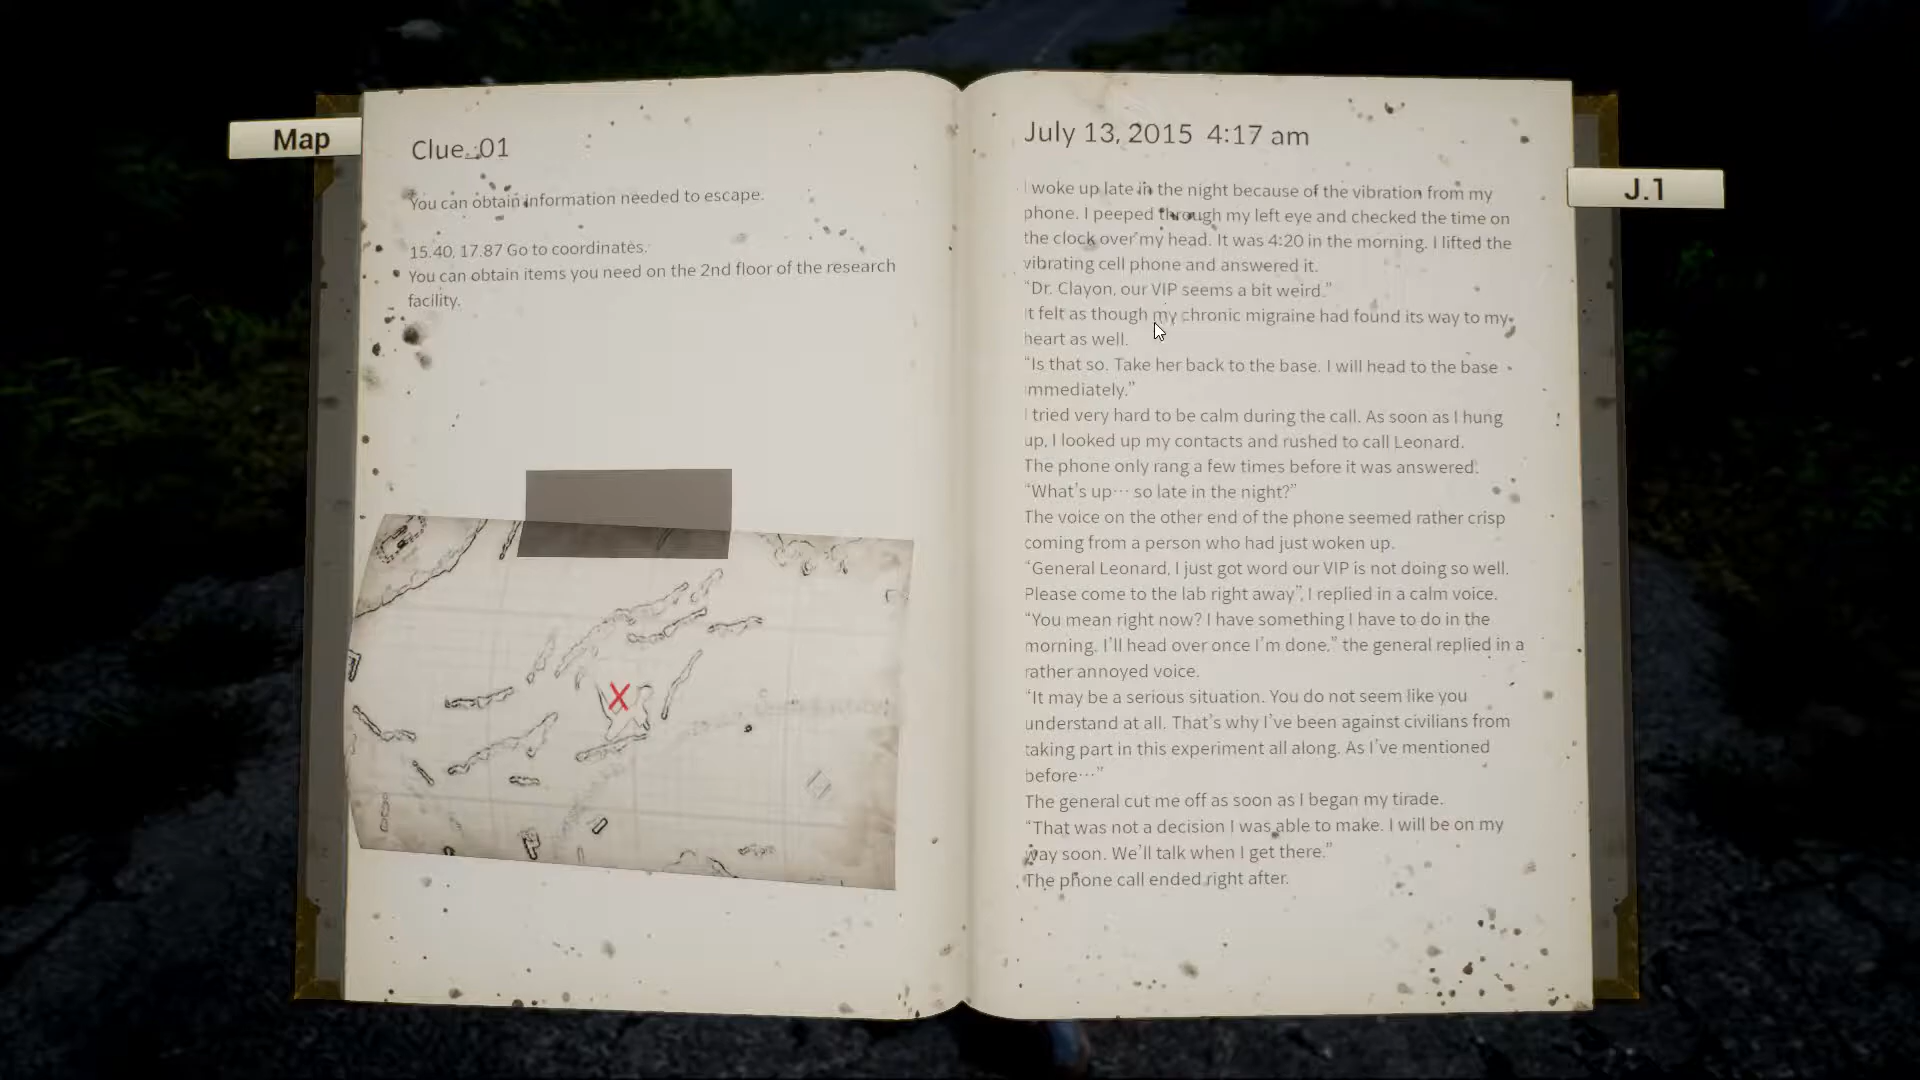 Map
Clue_01
You can obtain information needed to escape.
15.40, 17.87 Go to coordinates.
You can obtain items you need on the 2nd floor of the research
facility.
July 13, 2015 4:17 am
I woke up late in the night because of the vibration from my
phone. I peeped through my left eye and checked the time on
the clock over my head. It was 4:20 in the morning. I lifted the
vibrating cell phone and answered it.
“Dr. Clayon, our VIP seems a bit weird.”
It felt as though my chronic migraine had found its way to my
heart as well.
“Is that so. Take her back to the base. I will head to the base
immediately.”
I tried very hard to be calm during the call. As soon as I hung
up, I looked up my contacts and rushed to call Leonard.
The phone only rang a few times before it was answered.
“What’s up… so late in the night?”
The voice on the other end of the phone seemed rather crisp
coming from a person who had just woken up.
“General Leonard, I just got word our VIP is not doing so well.
Please come to the lab right away”, I replied in a calm voice.
“You mean right now? I have something I have to do in the
morning. I’ll head over once I’m done.” the general replied in a
rather annoyed voice.
“It may be a serious situation. You do not seem like you
understand at all. That’s why I’ve been against civilians from
taking part in this experiment all along. As I’ve mentioned
before…”
The general cut me off as soon as I began my tirade.
“That was not a decision I was able to make. I will be on my
way soon. We’ll talk when I get there.”
The phone call ended right after.
J.1